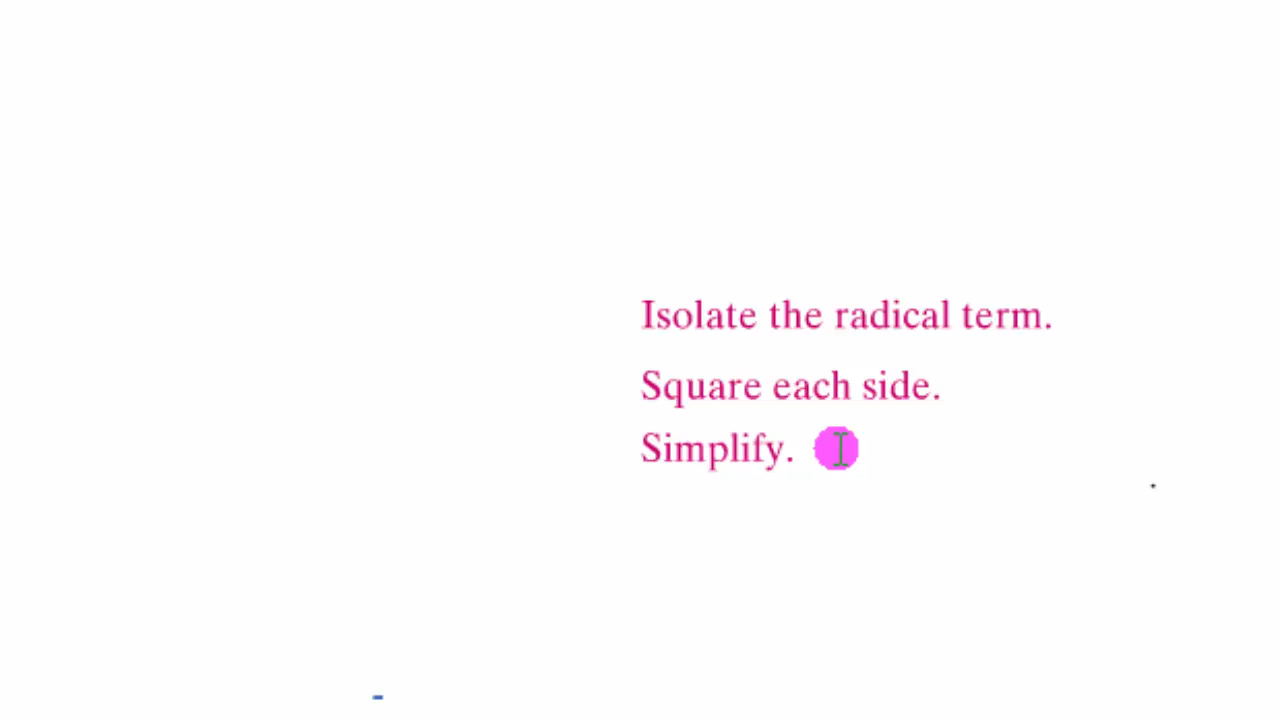 Isolate the radical term.
Square each side.
Simplify.